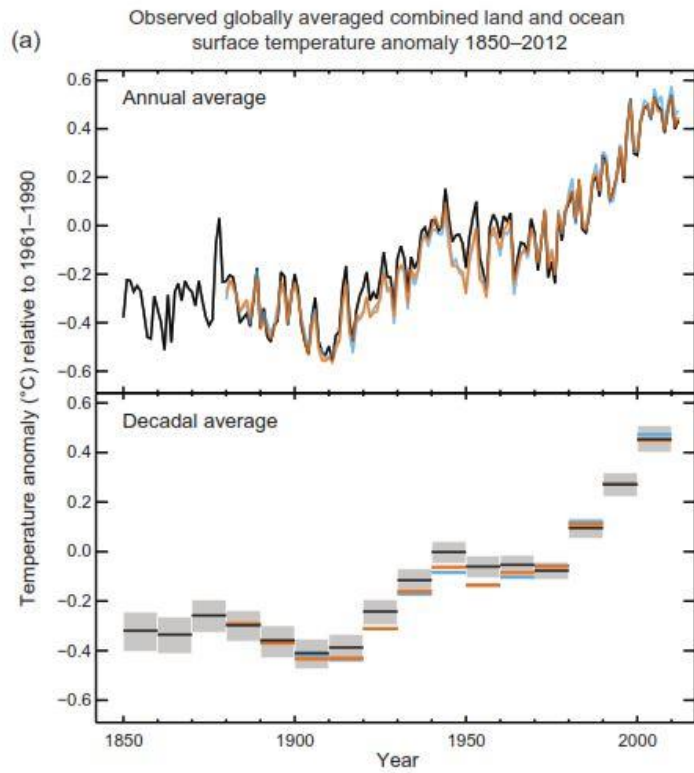 Observed globally averaged combined land and ocean
surface temperature anomaly 1850–2012
(a)
Temperature anomaly (°C) relative to 1961–1990
Annual average
0.6
0.4
0.2
0.0
−0.2
−0.4
−0.6
Decadal average
0.4
0.2
0.0
−0.2
−0.4
−0.6
1850
1900
1950
2000
Year